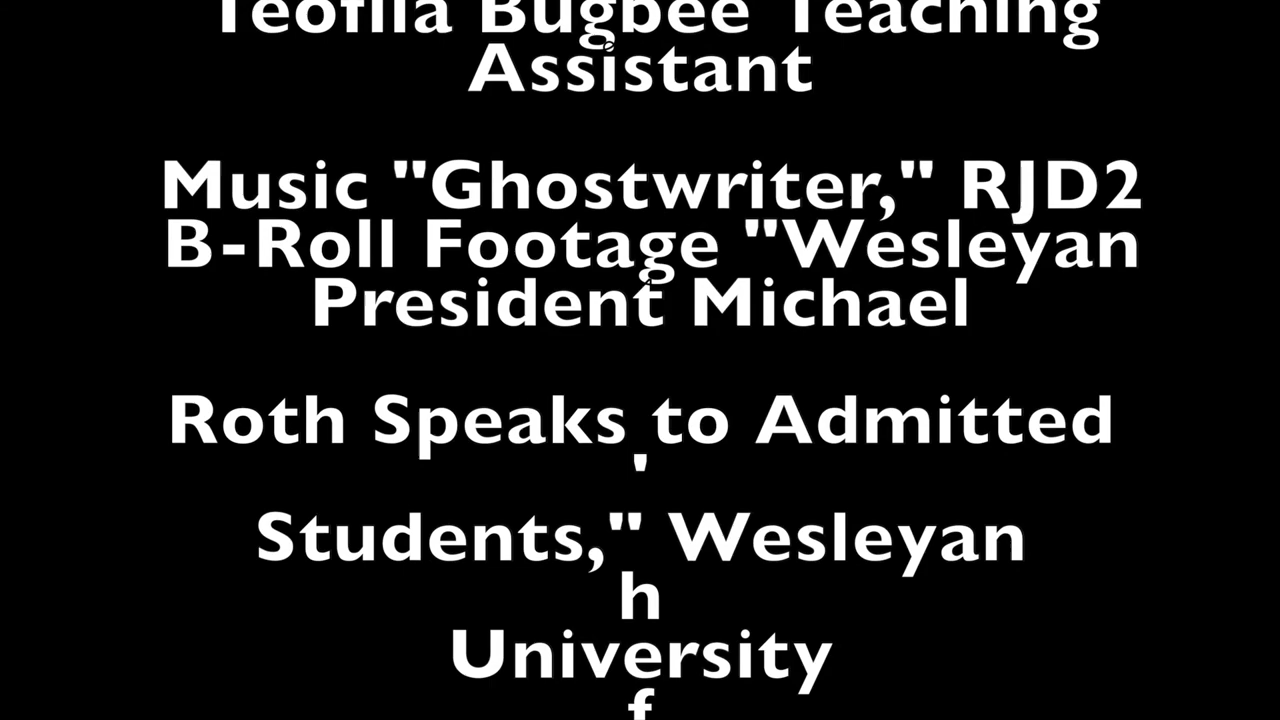 Teofila Bugbee Teaching
Assistant
Music "Ghostwriter," RJD2
B-Roll Footage "Wesleyan
President Michael
Roth Speaks to Admitted
'
Students," Wesleyan
h
University
f